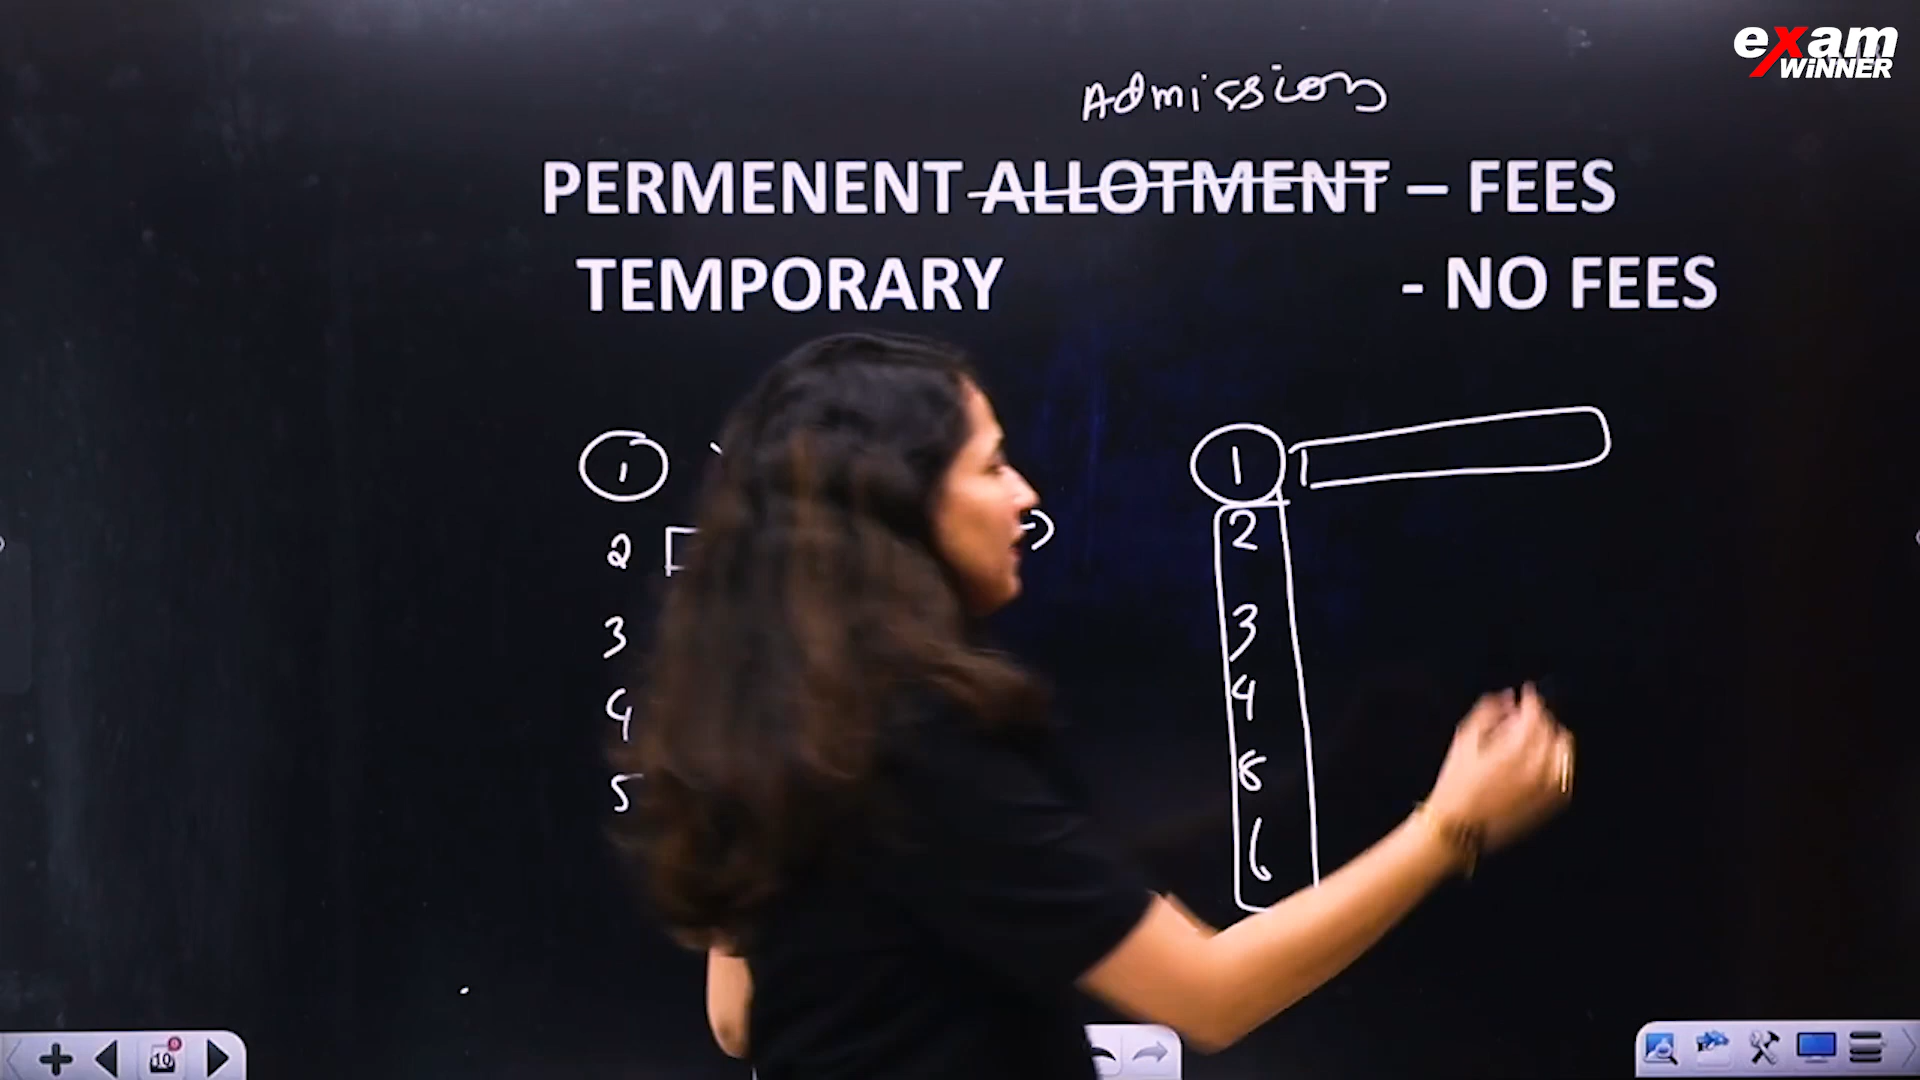 exam
WINNER
Admission
PERMENENT ALLOTMENT – FEES
TEMPORARY - NO FEES
1 1
2 2
3 3
4 4
5 5
6
10